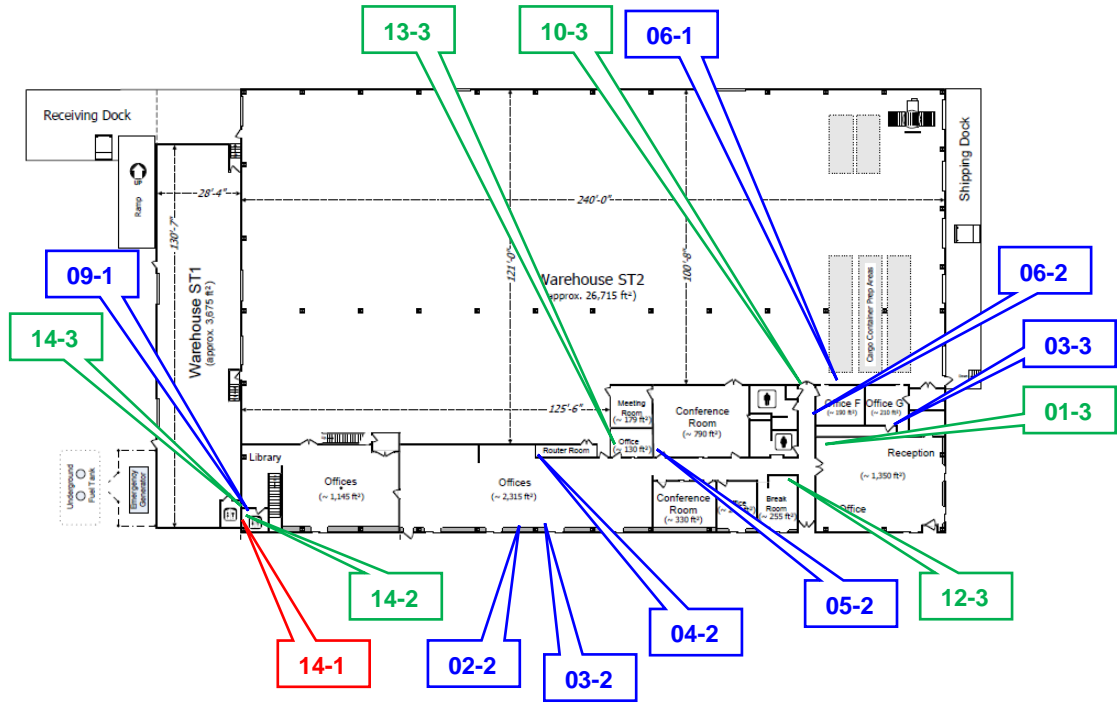 13-3
10-3
06-1
Receiving Dock
Shipping Dock
UP
Ramp
28'-4"
240'-0"
130'-7"
121'-0"
100'-8"
Warehouse ST1
(approx. 3,675 ft²)
Warehouse ST2
approx. 26,715 ft²)
Cargo Container Prep Areas
09-1
06-2
14-3
03-3
01-3
125'-6"
Meeting
Room
(~ 179 ft²)
Conference
Room
(~ 790 ft²)
Office F
(~ 190 ft²)
Office G
(~ 210 ft²)
Office
(~ 130 ft²)
Router Room
Reception
(~ 1,350 ft²)
Office
Library
Offices
(~ 1,145 ft²)
Offices
(~ 2,315 ft²)
Conference
Room
(~ 330 ft²)
Break
Room
(~ 255 ft²)
Underground
Fuel Tank
Emergency
Generator
14-2
14-1
02-2
03-2
04-2
05-2
12-3